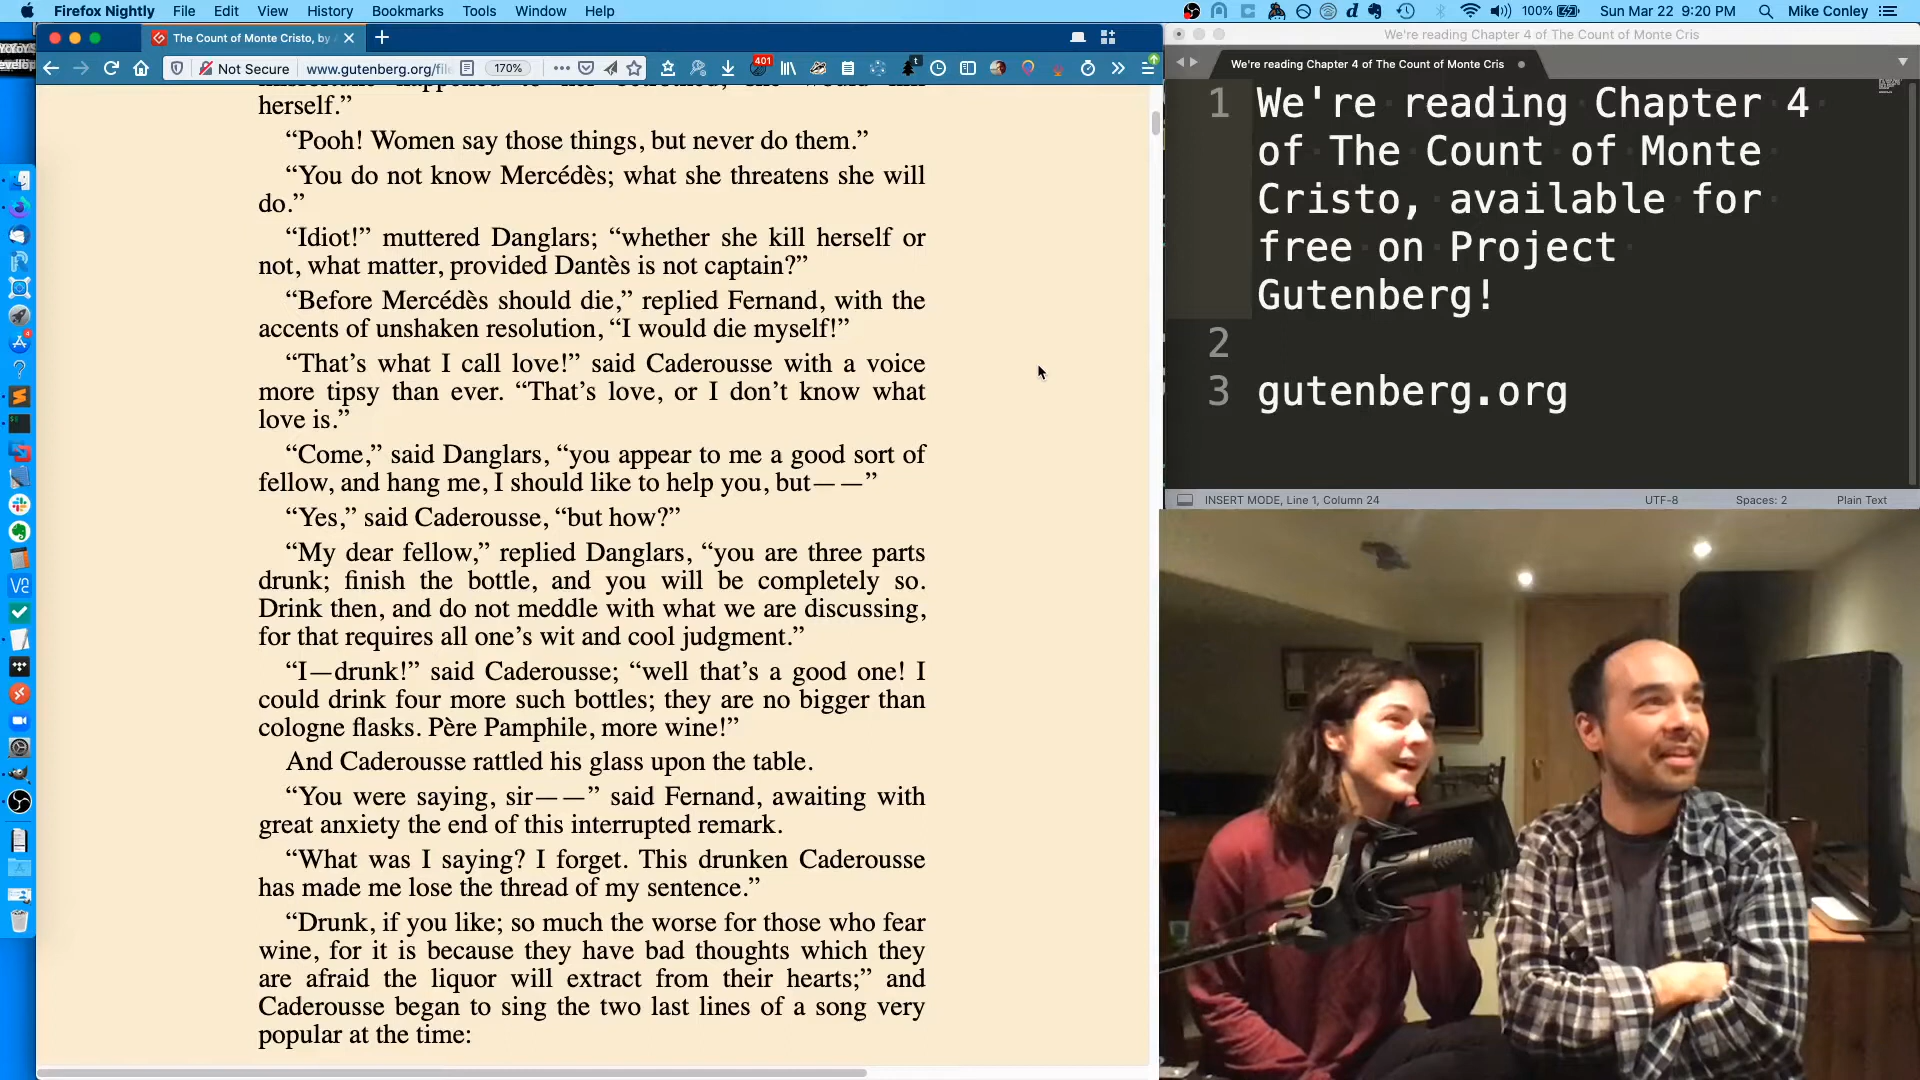 Firefox Nightly File Edit View History Bookmarks Tools Window Help
100% Sun Mar 22 9:20 PM Mike Conley
The Count of Monte Cristo, by
Not Secure www.gutenberg.org/file 170% 401
herself.”
“Pooh! Women say those things, but never do them.”
“You do not know Mercédès; what she threatens she will
do.”
“Idiot!” muttered Danglars; “whether she kill herself or
not, what matter, provided Dantès is not captain?”
“Before Mercédès should die,” replied Fernand, with the
accents of unshaken resolution, “I would die myself!”
“That’s what I call love!” said Caderousse with a voice
more tipsy than ever. “That’s love, or I don’t know what
love is.”
“Come,” said Danglars, “you appear to me a good sort of
fellow, and hang me, I should like to help you, but— —”
“Yes,” said Caderousse, “but how?”
“My dear fellow,” replied Danglars, “you are three parts
drunk; finish the bottle, and you will be completely so.
Drink then, and do not meddle with what we are discussing,
for that requires all one’s wit and cool judgment.”
“I—drunk!” said Caderousse; “well that’s a good one! I
could drink four more such bottles; they are no bigger than
cologne flasks. Père Pamphile, more wine!”
And Caderousse rattled his glass upon the table.
“You were saying, sir— —” said Fernand, awaiting with
great anxiety the end of this interrupted remark.
“What was I saying? I forget. This drunken Caderousse
has made me lose the thread of my sentence.”
“Drunk, if you like; so much the worse for those who fear
wine, for it is because they have bad thoughts which they
are afraid the liquor will extract from their hearts;” and
Caderousse began to sing the two last lines of a song very
popular at the time:
We're reading Chapter 4 of The Count of Monte Cris
We're reading Chapter 4 of The Count of Monte Cris
1 We're reading Chapter 4
of The Count of Monte
Cristo, available for
free on Project
Gutenberg!
2
3 gutenberg.org
INSERT MODE, Line 1, Column 24 UTF-8 Spaces: 2 Plain Text